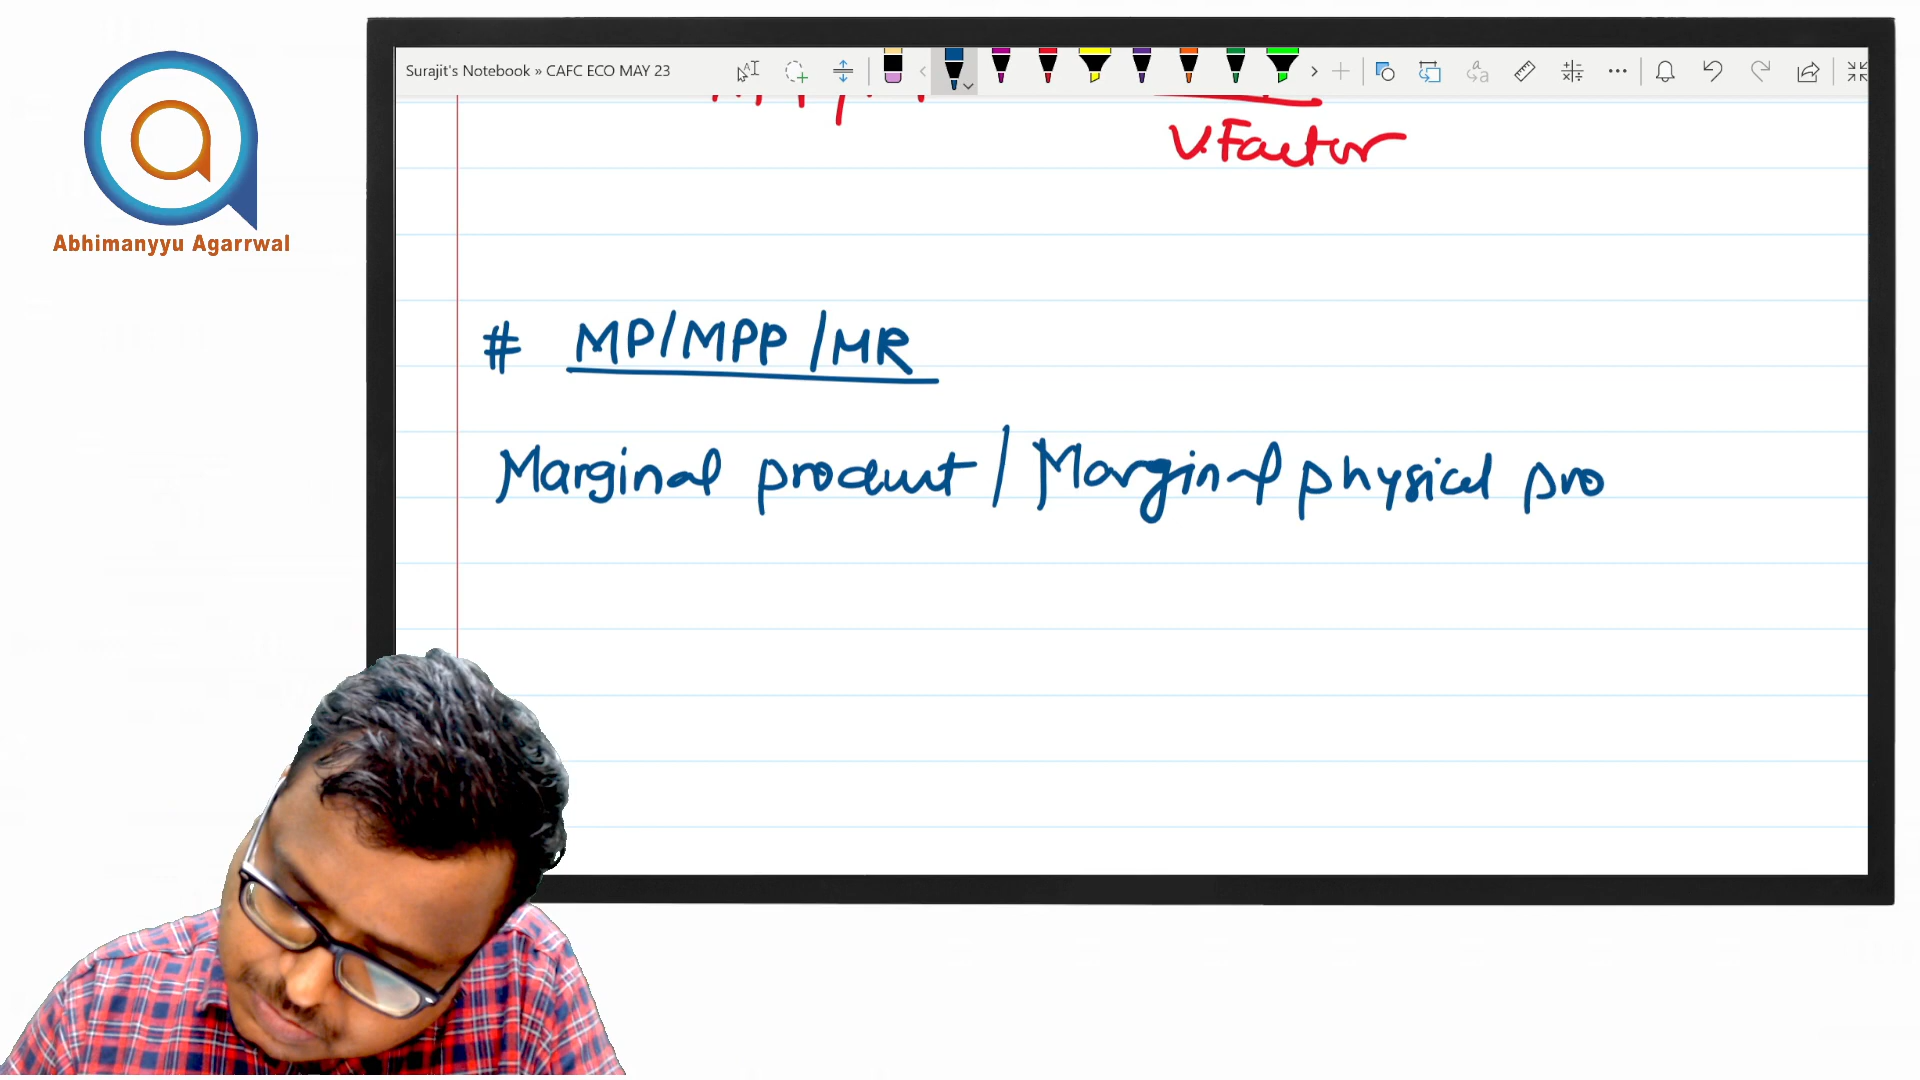 Surajit's Notebook » CAFC ECO MAY 23
V.Factor
Abhimanyyu Agarrwal
# MP/MPP/MR
Marginal product / Marginal physical pro